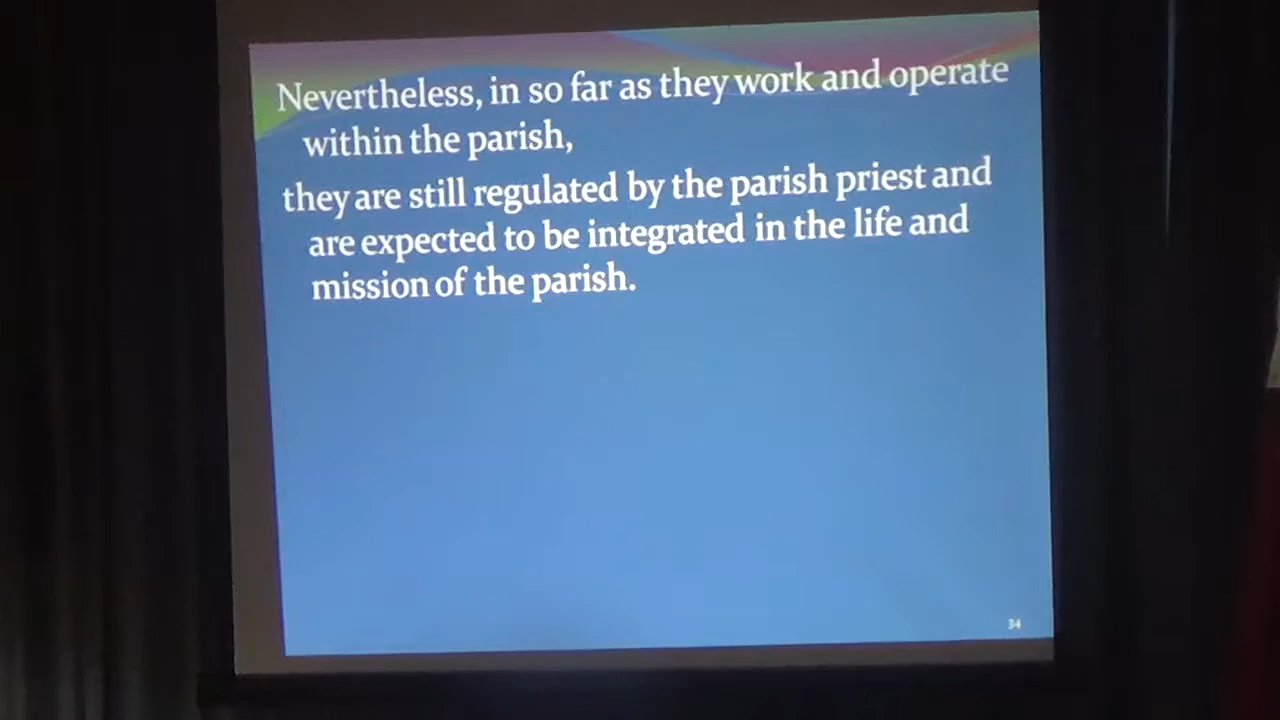 Nevertheless, in so far as they work and operate
within the parish,
they are still regulated by the parish priest and
are expected to be integrated in the life and
mission of the parish.
34